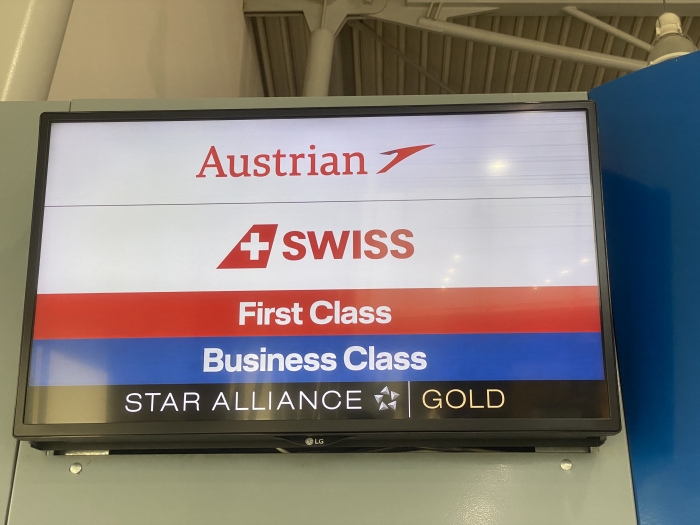 Austrian
SWISS
First Class
Business Class
STAR ALLIANCE GOLD
LG